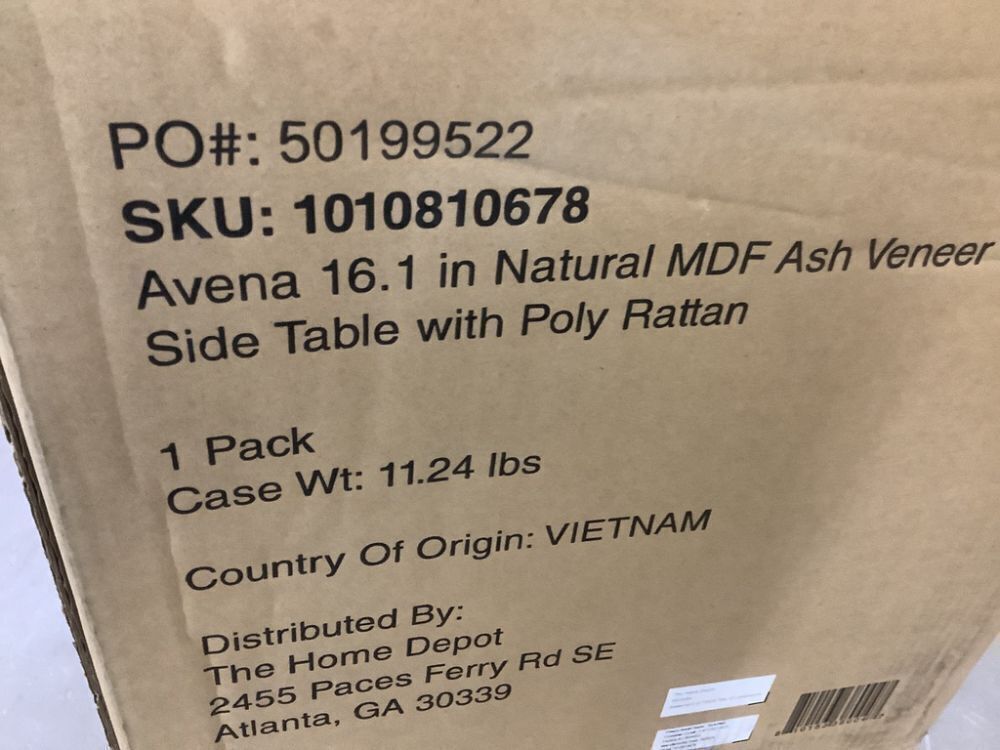 PO#: 50199522
SKU: 1010810678
Avena 16.1 in Natural MDF Ash Veneer
Side Table with Poly Rattan
1 Pack
Case Wt: 11.24 lbs
Country Of Origin: VIETNAM
Distributed By:
The Home Depot
2455 Paces Ferry Rd SE
Atlanta, GA 30339